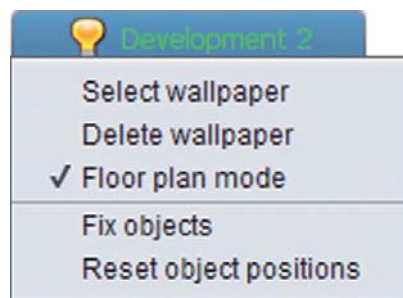 Development 2
Select wallpaper
Delete wallpaper
✓ Floor plan mode
Fix objects
Reset object positions